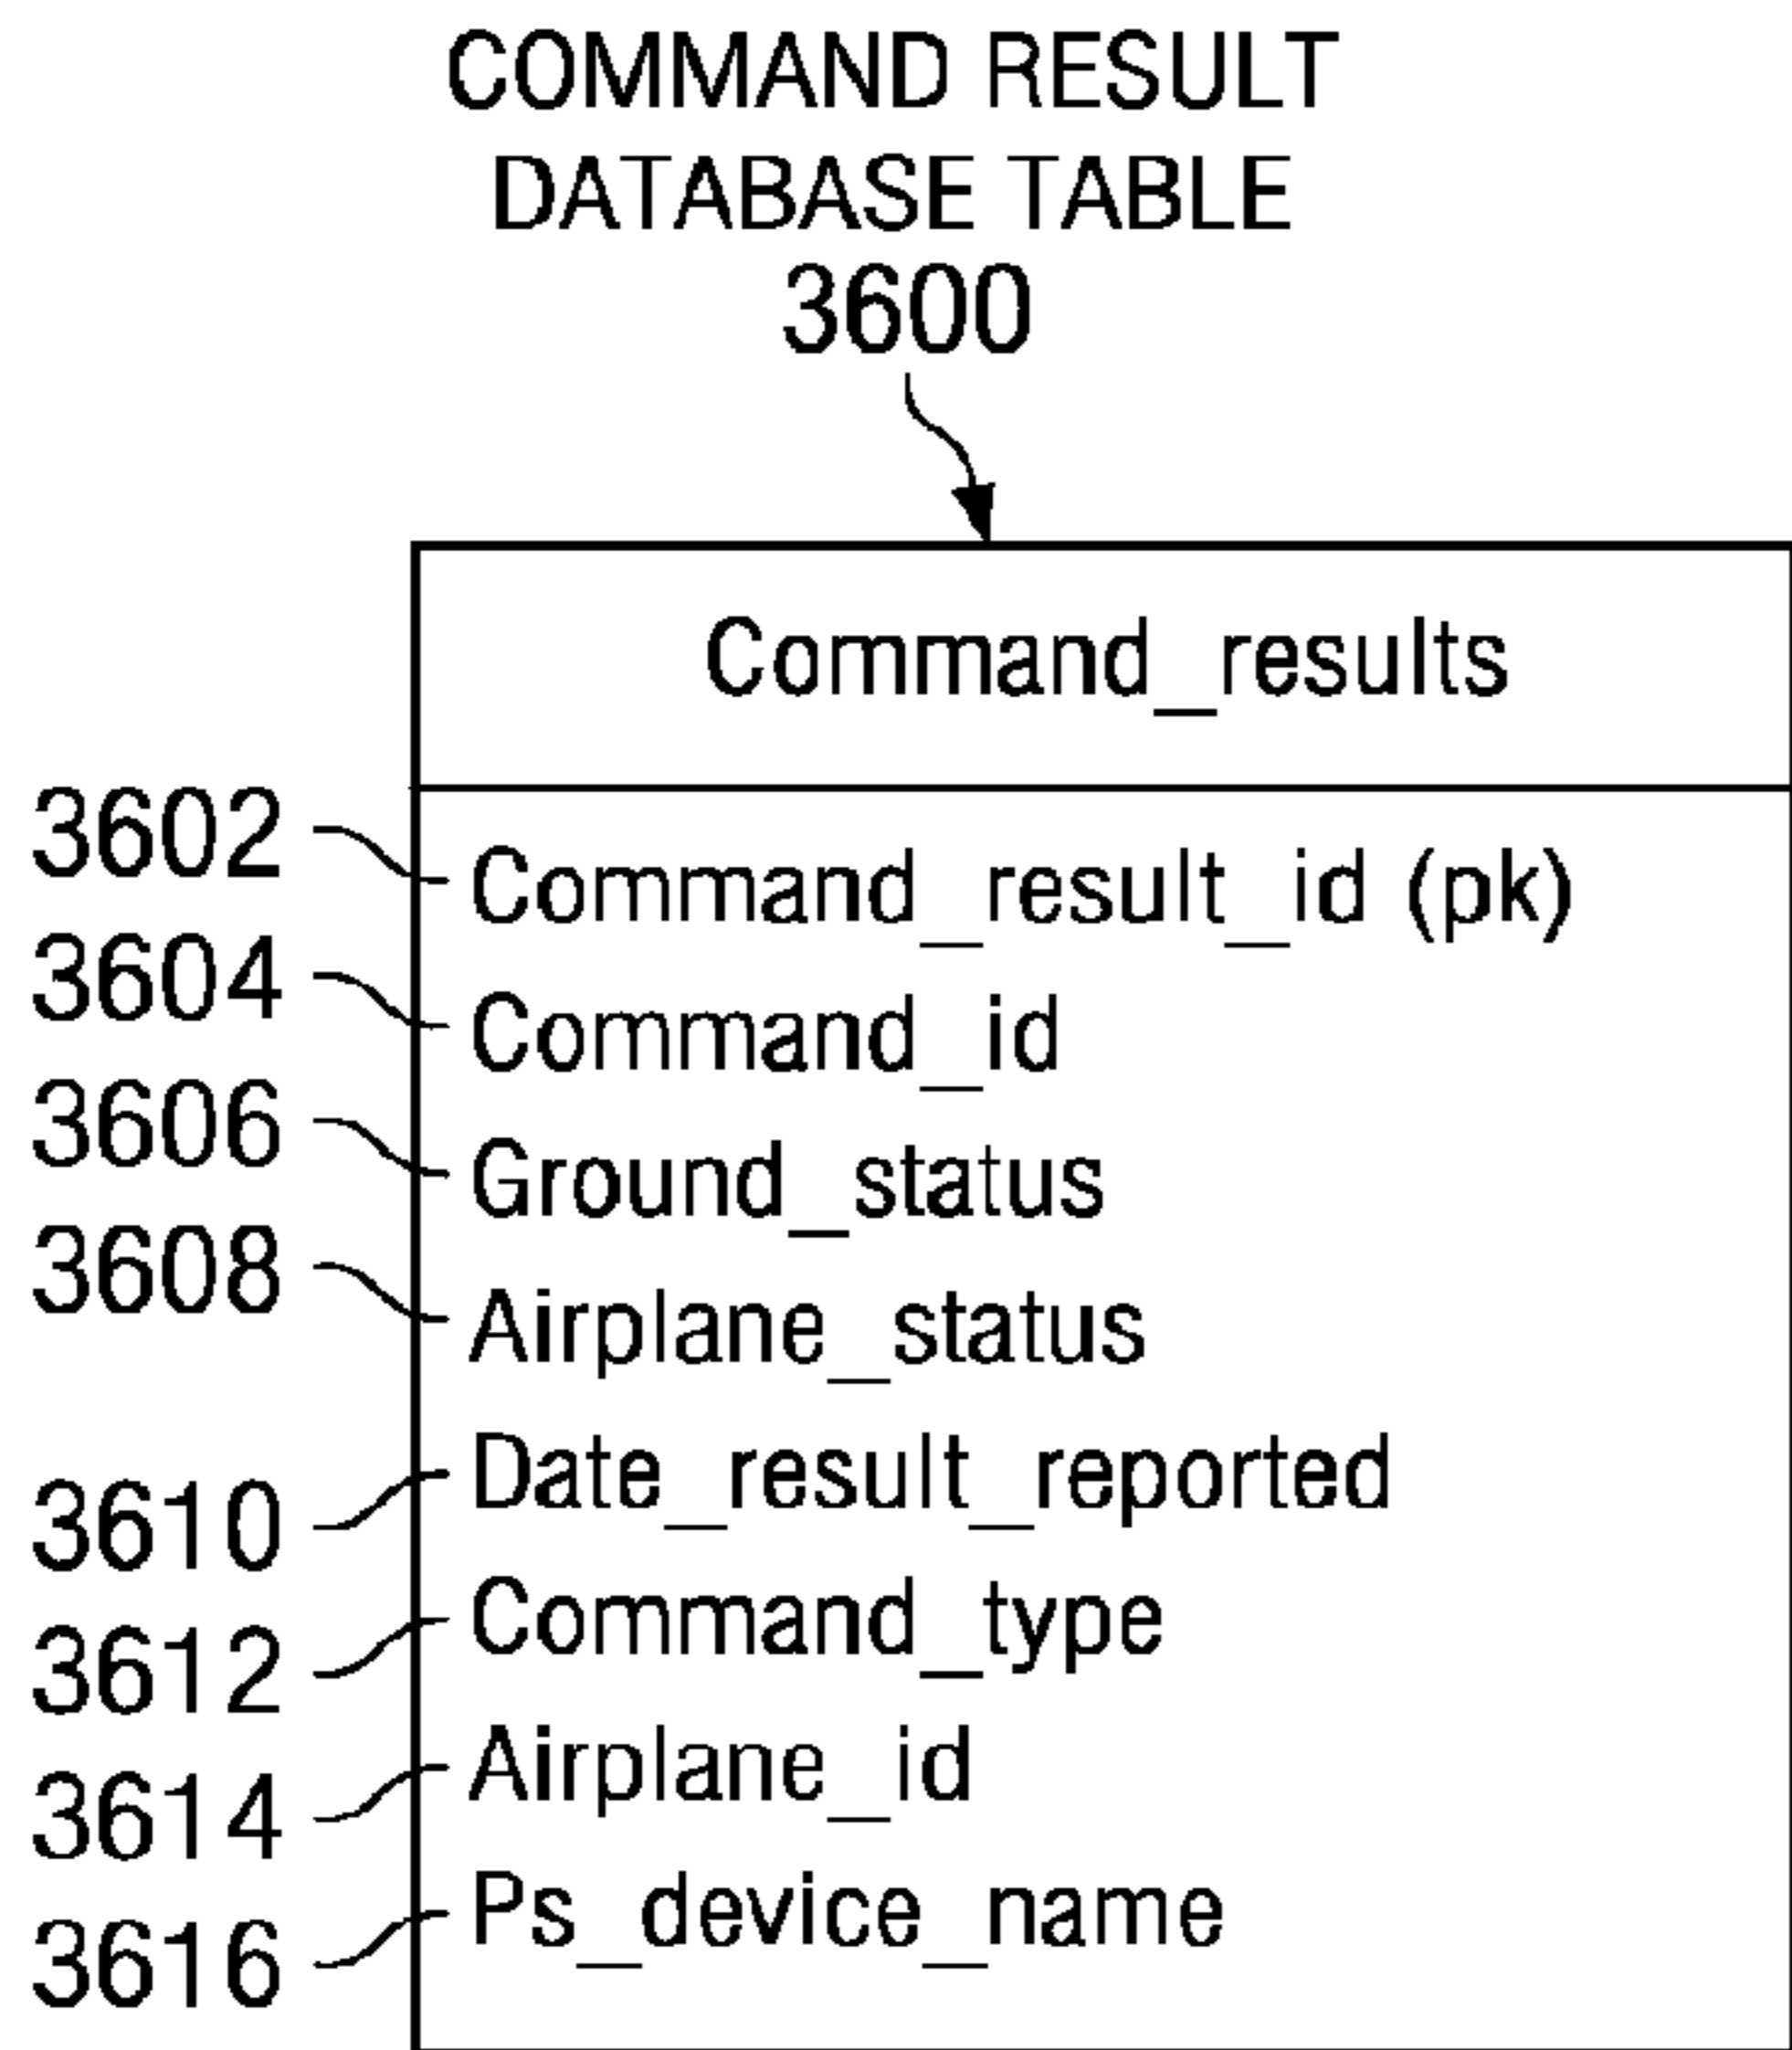 COMMAND RESULT
DATABASE TABLE
3600
Command_results
3602 Command_result_id (pk)
3604 Command_id
3606 Ground_status
3608 Airplane_status
3610 Date_result_reported
3612 Command_type
3614 Airplane_id
3616 Ps_device_name